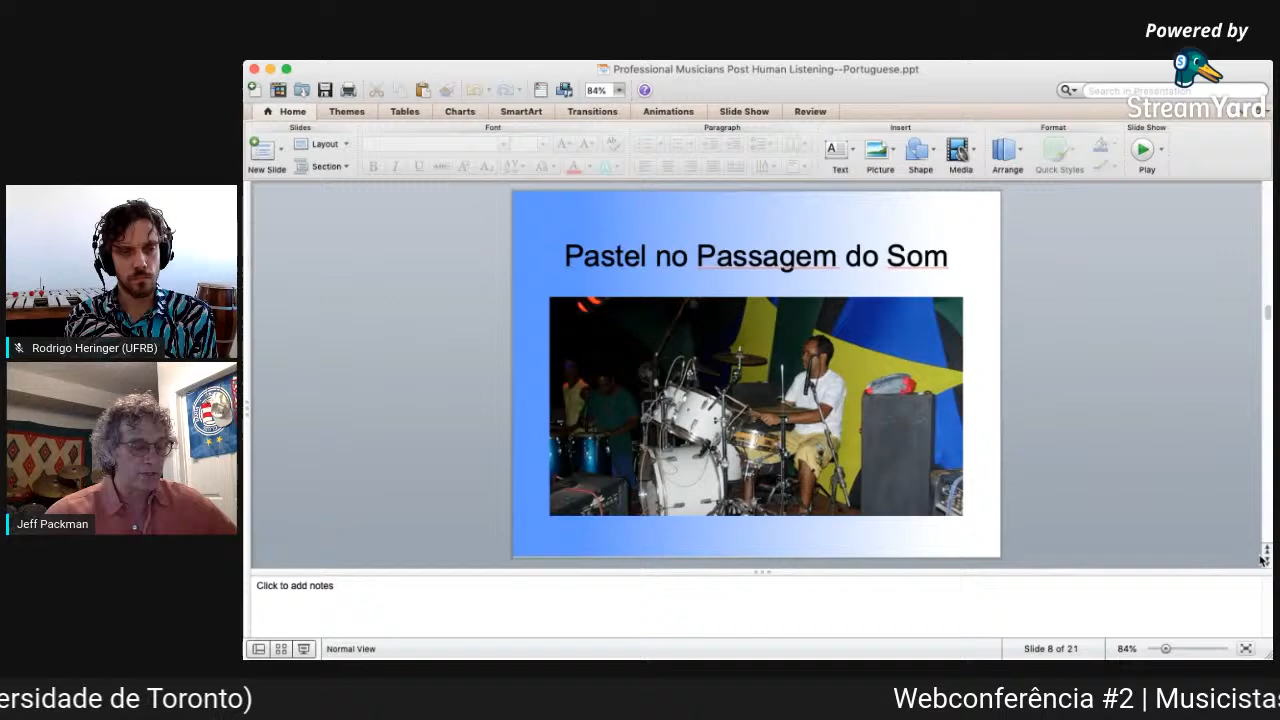 Powered by
StreamYard
Professional Musicians Post Human Listening--Portuguese.ppt
84%
Search in Presentation
Home Themes Tables Charts SmartArt Transitions Animations Slide Show Review
Slides Font Paragraph Insert Format Slide Show
New Slide Layout Section
Text Picture Shape Media Arrange Quick Styles Play
Pastel no Passagem do Som
Rodrigo Heringer (UFRB)
Jeff Packman
Click to add notes
Normal View Slide 8 of 21 84%
ersidade de Toronto) Webconferência #2 | Musicistas